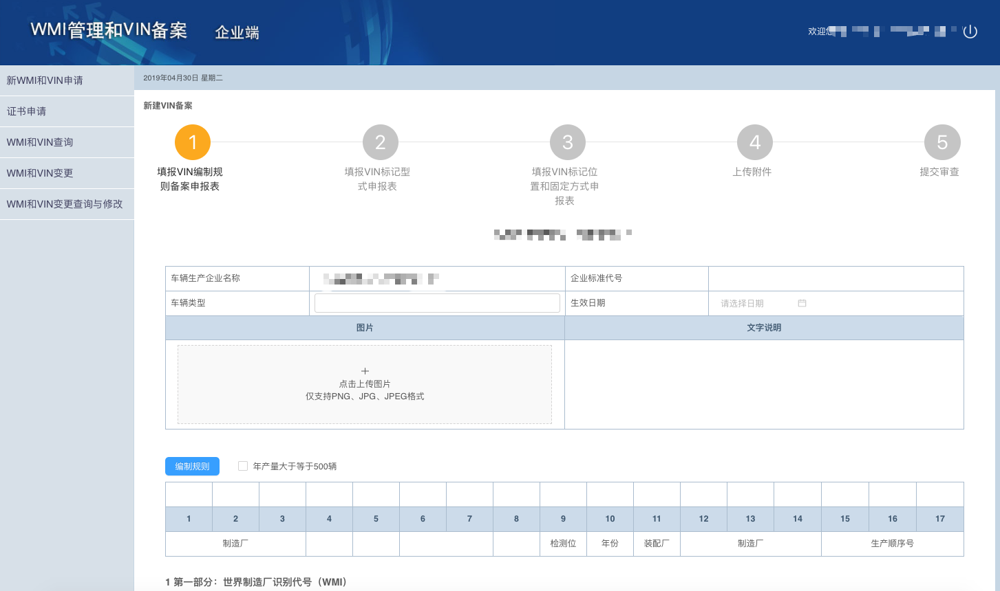 WMI管理和VIN备案 企业端
欢迎您
新WMI和VIN申请
证书申请
WMI和VIN查询
WMI和VIN变更
WMI和VIN变更查询与修改
2019年04月30日 星期二
新建VIN备案
1 2 3 4 5
填报VIN编制规
则备案申报表
填报VIN标记型
式申报表
填报VIN标记位
置和固定方式申
报表
上传附件
提交审查
车辆生产企业名称 企业标准代号
车辆类型 生效日期 请选择日期
图片 文字说明
点击上传图片
仅支持PNG、JPG、JPEG格式
编制规则 年产量大于等于500辆
1 2 3 4 5 6 7 8 9 10 11 12 13 14 15 16 17
制造厂 检测位 年份 装配厂 制造厂 生产顺序号
1 第一部分：世界制造厂识别代号（WMI）